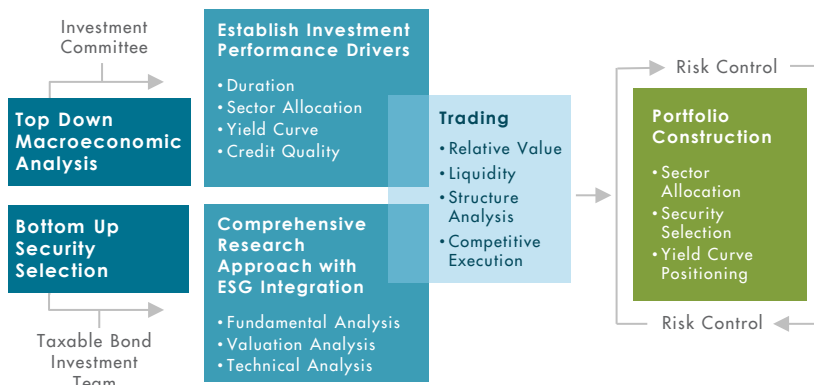 Investment
Committee
Top Down
Macroeconomic
Analysis
Establish Investment
Performance Drivers
• Duration
• Sector Allocation
• Yield Curve
• Credit Quality
Bottom Up
Security
Selection
Taxable Bond
Investment
Team
Comprehensive
Research
Approach with
ESG Integration
• Fundamental Analysis
• Valuation Analysis
• Technical Analysis
Trading
• Relative Value
• Liquidity
• Structure
Analysis
• Competitive
Execution
Risk Control
Portfolio
Construction
• Sector
Allocation
• Security
Selection
• Yield Curve
Positioning
Risk Control